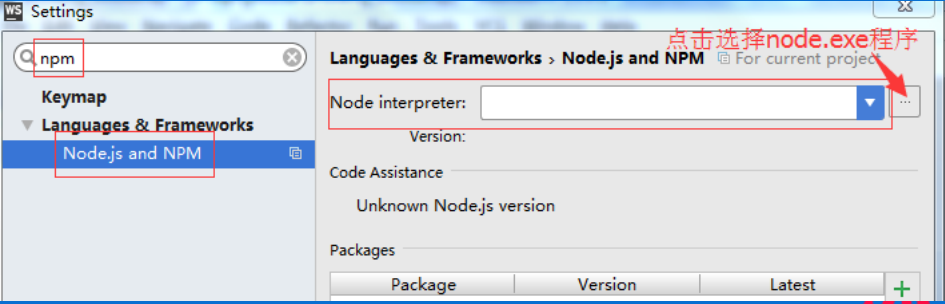 WS Settings
npm
Keymap
Languages & Frameworks
Node.js and NPM
点击选择node.exe程序
Languages & Frameworks › Node.js and NPM For current project
Node interpreter:
...
Version:
Code Assistance
Unknown Node.js version
Packages
Package Version Latest